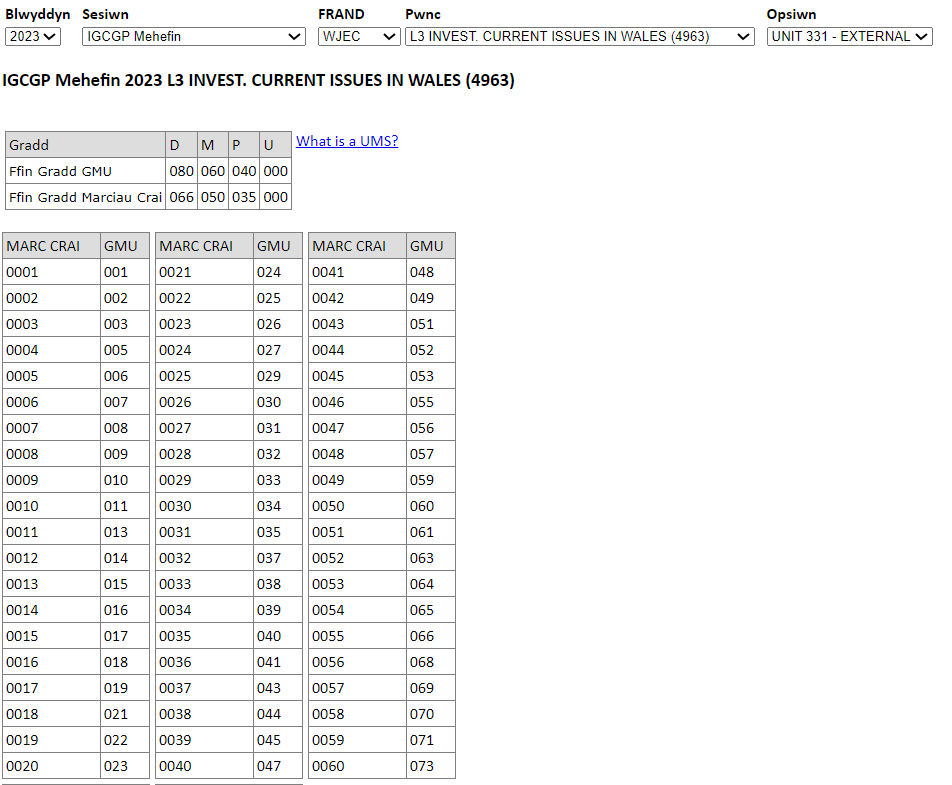 Blwyddyn Sesiwn FRAND Pwnc Opsiwn
2023 IGCGP Mehefin WJEC L3 INVEST. CURRENT ISSUES IN WALES (4963) UNIT 331 - EXTERNAL
IGCGP Mehefin 2023 L3 INVEST. CURRENT ISSUES IN WALES (4963)
Gradd D M P U What is a UMS?
Ffin Gradd GMU 080 060 040 000
Ffin Gradd Marciau Crai 066 050 035 000
MARC CRAI GMU MARC CRAI GMU MARC CRAI GMU
0001 001 0021 024 0041 048
0002 002 0022 025 0042 049
0003 003 0023 026 0043 051
0004 005 0024 027 0044 052
0005 006 0025 029 0045 053
0006 007 0026 030 0046 055
0007 008 0027 031 0047 056
0008 009 0028 032 0048 057
0009 010 0029 033 0049 059
0010 011 0030 034 0050 060
0011 013 0031 035 0051 061
0012 014 0032 037 0052 063
0013 015 0033 038 0053 064
0014 016 0034 039 0054 065
0015 017 0035 040 0055 066
0016 018 0036 041 0056 068
0017 019 0037 043 0057 069
0018 021 0038 044 0058 070
0019 022 0039 045 0059 071
0020 023 0040 047 0060 073